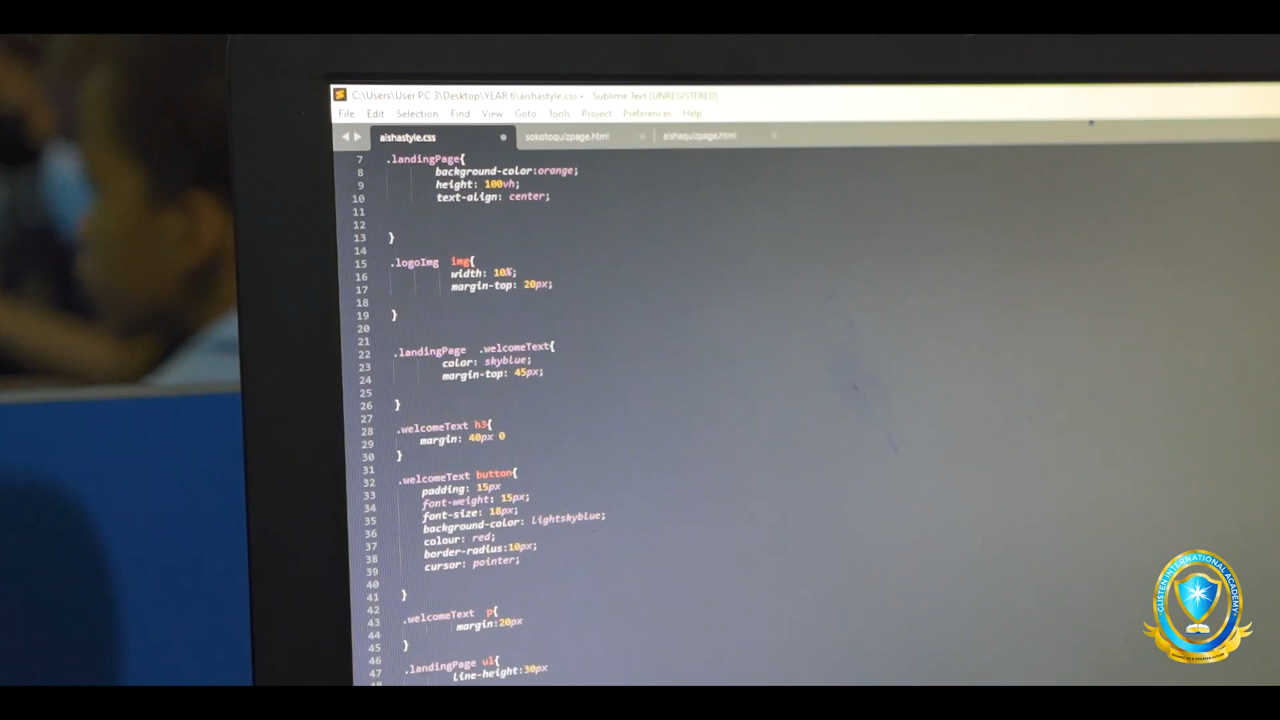 C:\Users\User PC 3\Desktop\YEAR 6\aishastyle.css • - Sublime Text (UNREGISTERED)
File Edit Selection Find View Goto Tools Project Preferences Help
aishastyle.css sokotoquizpage.html × aishaquizpage.html ×
7 .landingPage{
8 background-color:orange;
9 height: 100vh;
10 text-align: center;
11
12
13 }
14
15 .logoImg img{
16 width: 10%;
17 margin-top: 20px;
18
19 }
20
21
22 .landingPage .welcomeText{
23 color: skyblue;
24 margin-top: 45px;
25
26 }
27
28 .welcomeText h3{
29 margin: 40px 0
30 }
31
32 .welcomeText button{
33 padding: 15px
34 font-weight: 15px;
35 font-size: 18px;
36 background-color: lightskyblue;
37 colour: red;
38 border-radius:10px;
39 cursor: pointer;
40
41 }
42 .welcomeText p{
43 margin:20px
44
45 }
46 .landingPage ul{
47 line-height:30px
GLISTEN INTERNATIONAL ACADEMY